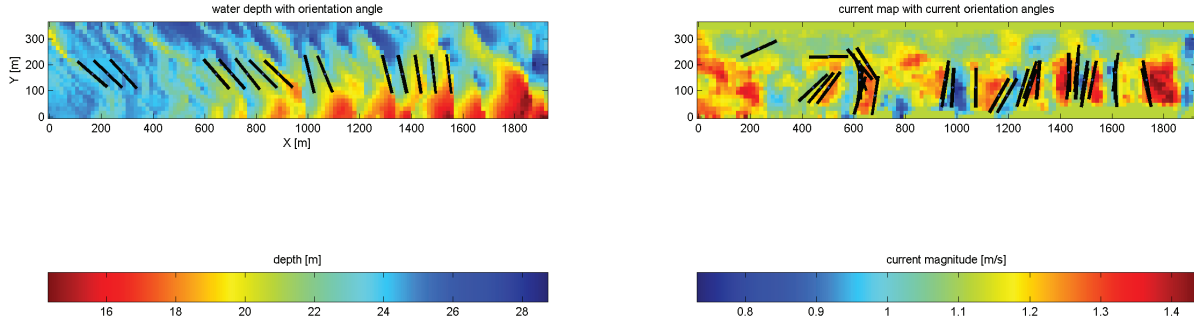 water depth with orientation angle
300
200
100
0
Y [m]
0 200 400 600 800 1000 1200 1400 1600 1800
X [m]
depth [m]
16 18 20 22 24 26 28
current map with current orientation angles
300
200
100
0
0 200 400 600 800 1000 1200 1400 1600 1800
current magnitude [m/s]
0.8 0.9 1 1.1 1.2 1.3 1.4